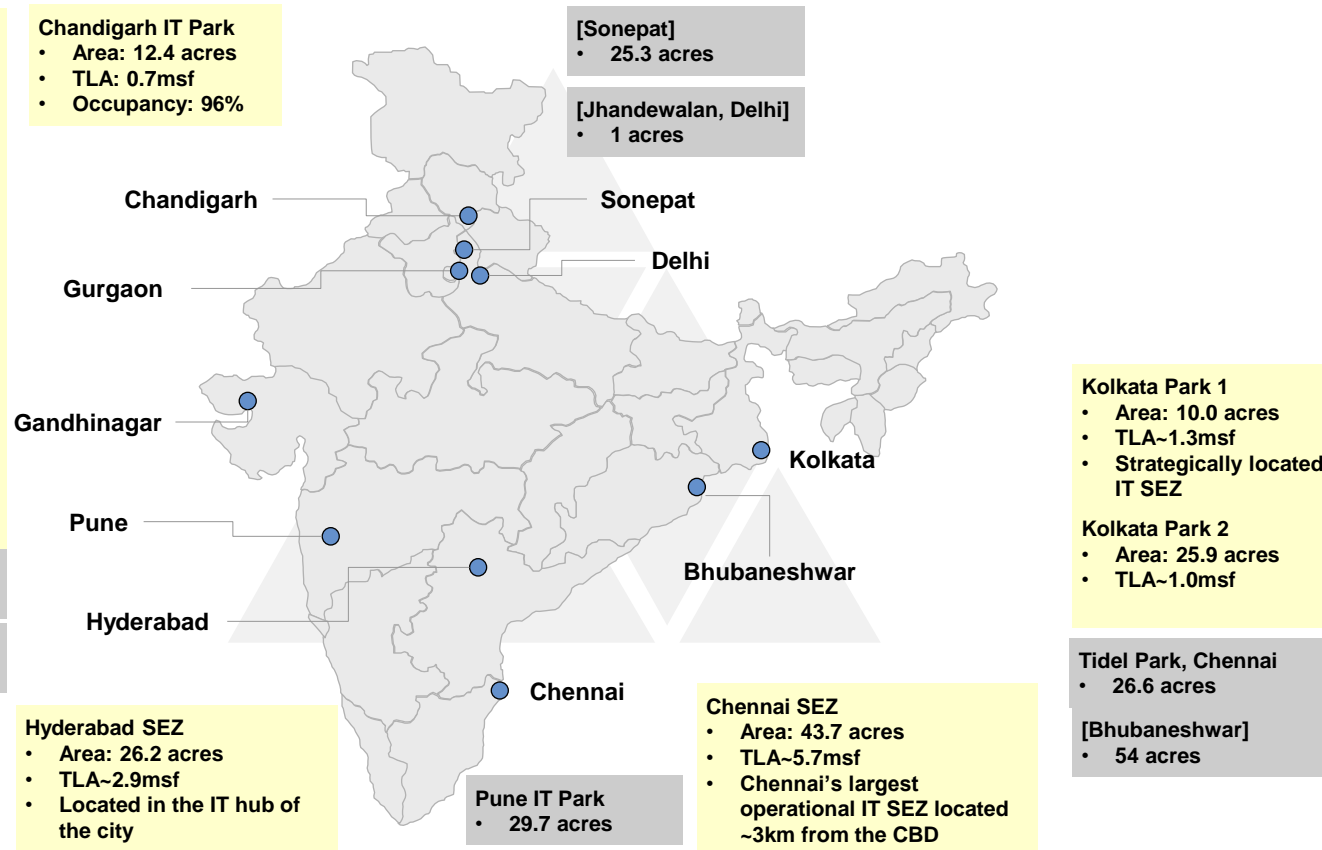 Chandigarh IT Park
• Area: 12.4 acres
• TLA: 0.7msf
• Occupancy: 96%
[Sonepat]
• 25.3 acres
[Jhandewalan, Delhi]
• 1 acres
Chandigarh
Sonepat
Delhi
Gurgaon
Gandhinagar
Kolkata
Pune
Bhubaneshwar
Hyderabad
Chennai
Kolkata Park 1
• Area: 10.0 acres
• TLA~1.3msf
• Strategically located
IT SEZ
Kolkata Park 2
• Area: 25.9 acres
• TLA~1.0msf
Tidel Park, Chennai
• 26.6 acres
[Bhubaneshwar]
• 54 acres
Hyderabad SEZ
• Area: 26.2 acres
• TLA~2.9msf
• Located in the IT hub of
the city
Pune IT Park
• 29.7 acres
Chennai SEZ
• Area: 43.7 acres
• TLA~5.7msf
• Chennai’s largest
operational IT SEZ located
~3km from the CBD